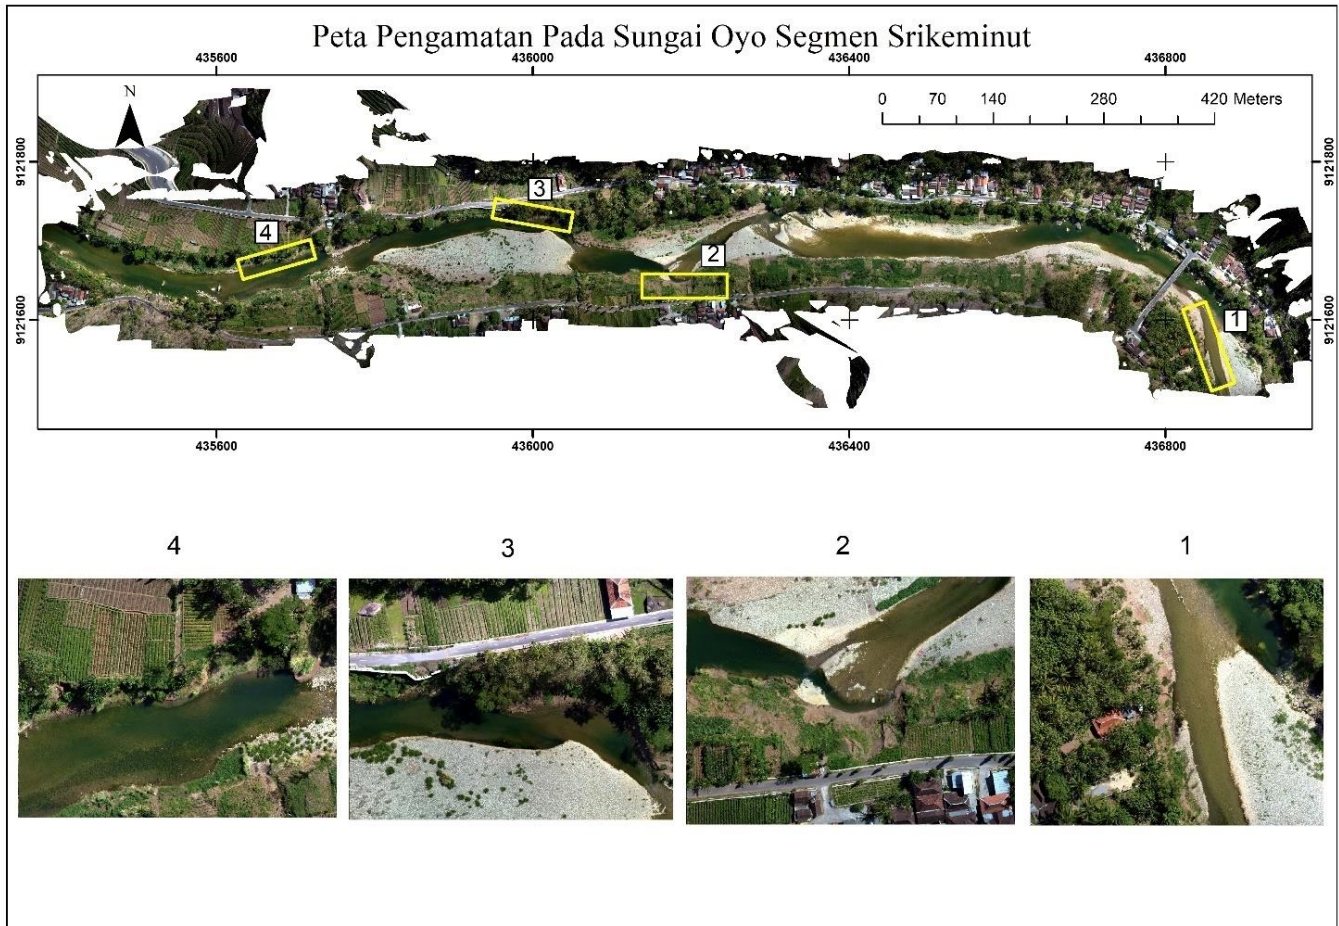 Peta Pengamatan Pada Sungai Oyo Segmen Srikeminut
435600 436000 436400 436800
N
0 70 140 280 420 Meters
9121800 9121800
3
4
2
9121600 9121600
1
435600 436000 436400 436800
4 3 2 1